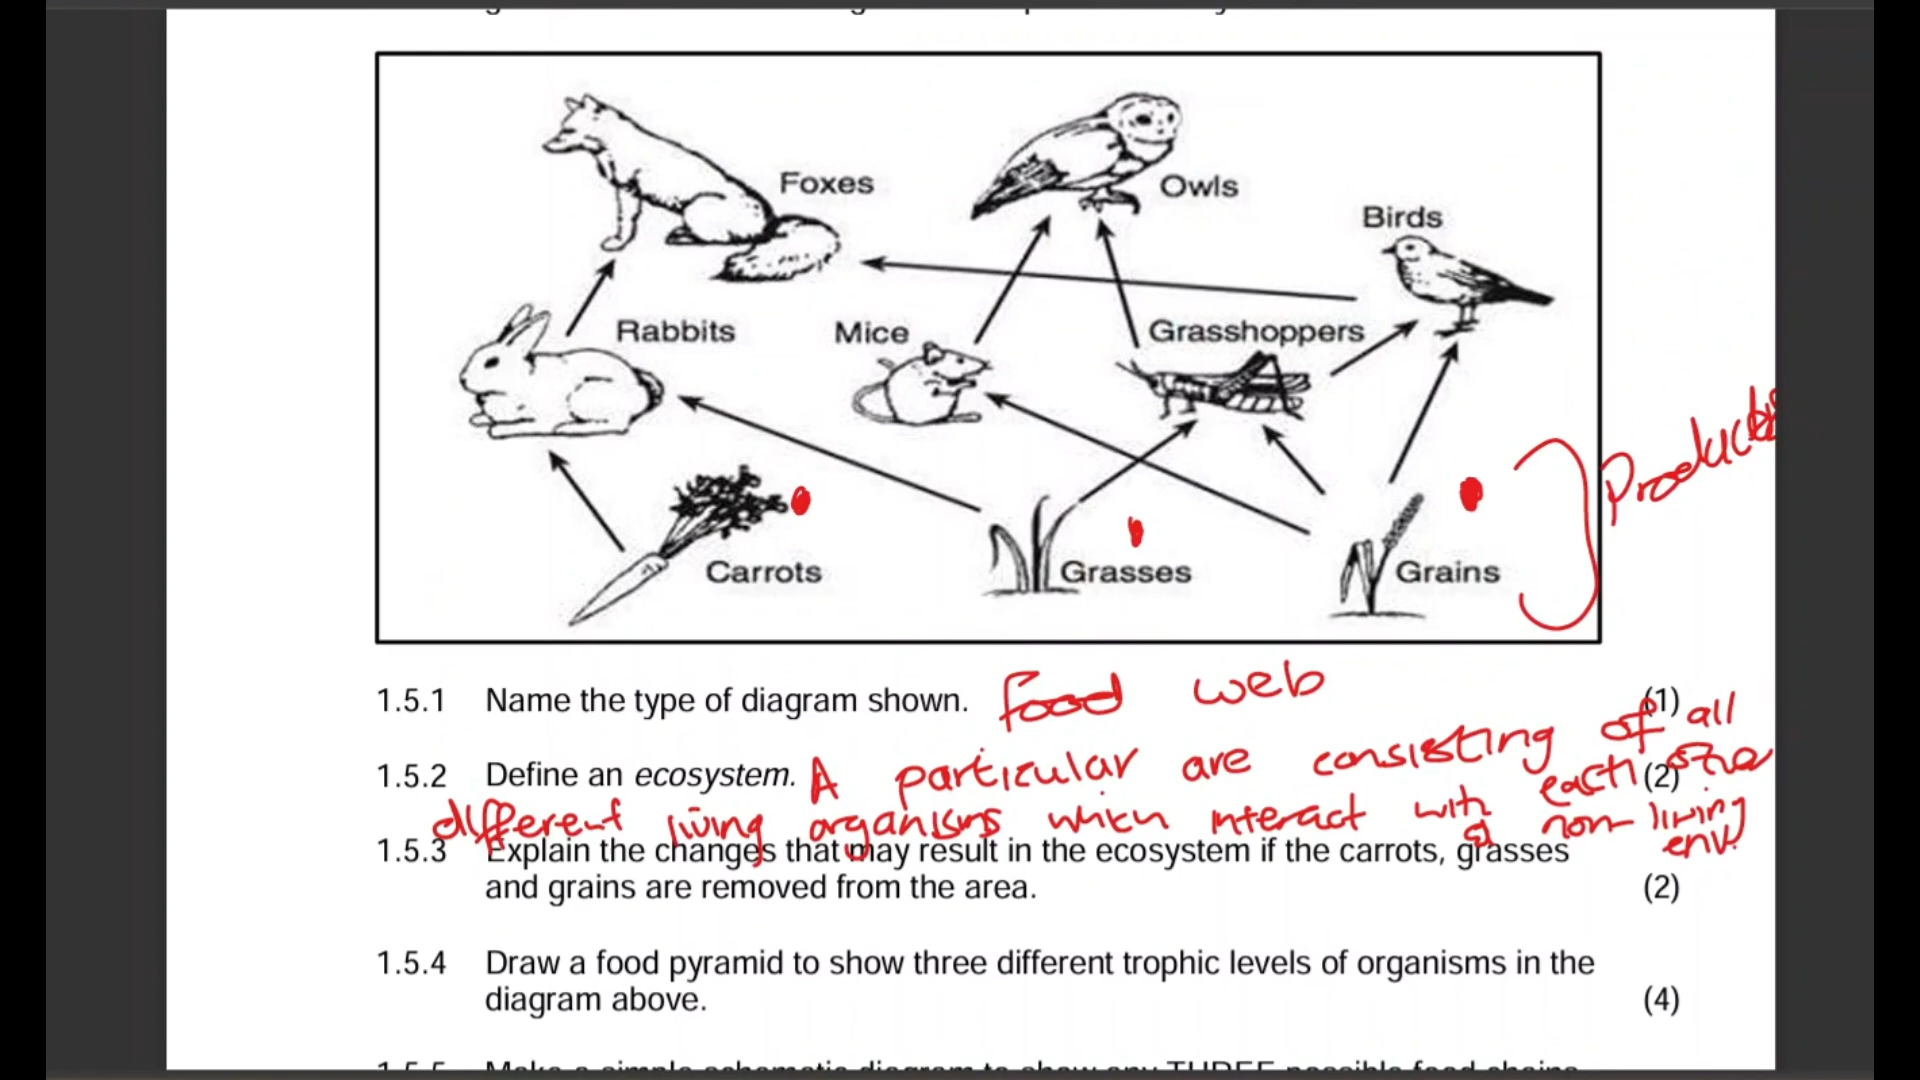 Foxes
Owls
Birds
Rabbits
Mice
Grasshoppers
Carrots
Grasses
Grains
1.5.1 Name the type of diagram shown. food web (1)
1.5.2 Define an ecosystem. A particular are consisting of all (2)
different living organisms which interact with each other & non-living env.
1.5.3 Explain the changes that may result in the ecosystem if the carrots, grasses
and grains are removed from the area. (2)
1.5.4 Draw a food pyramid to show three different trophic levels of organisms in the
diagram above. (4)